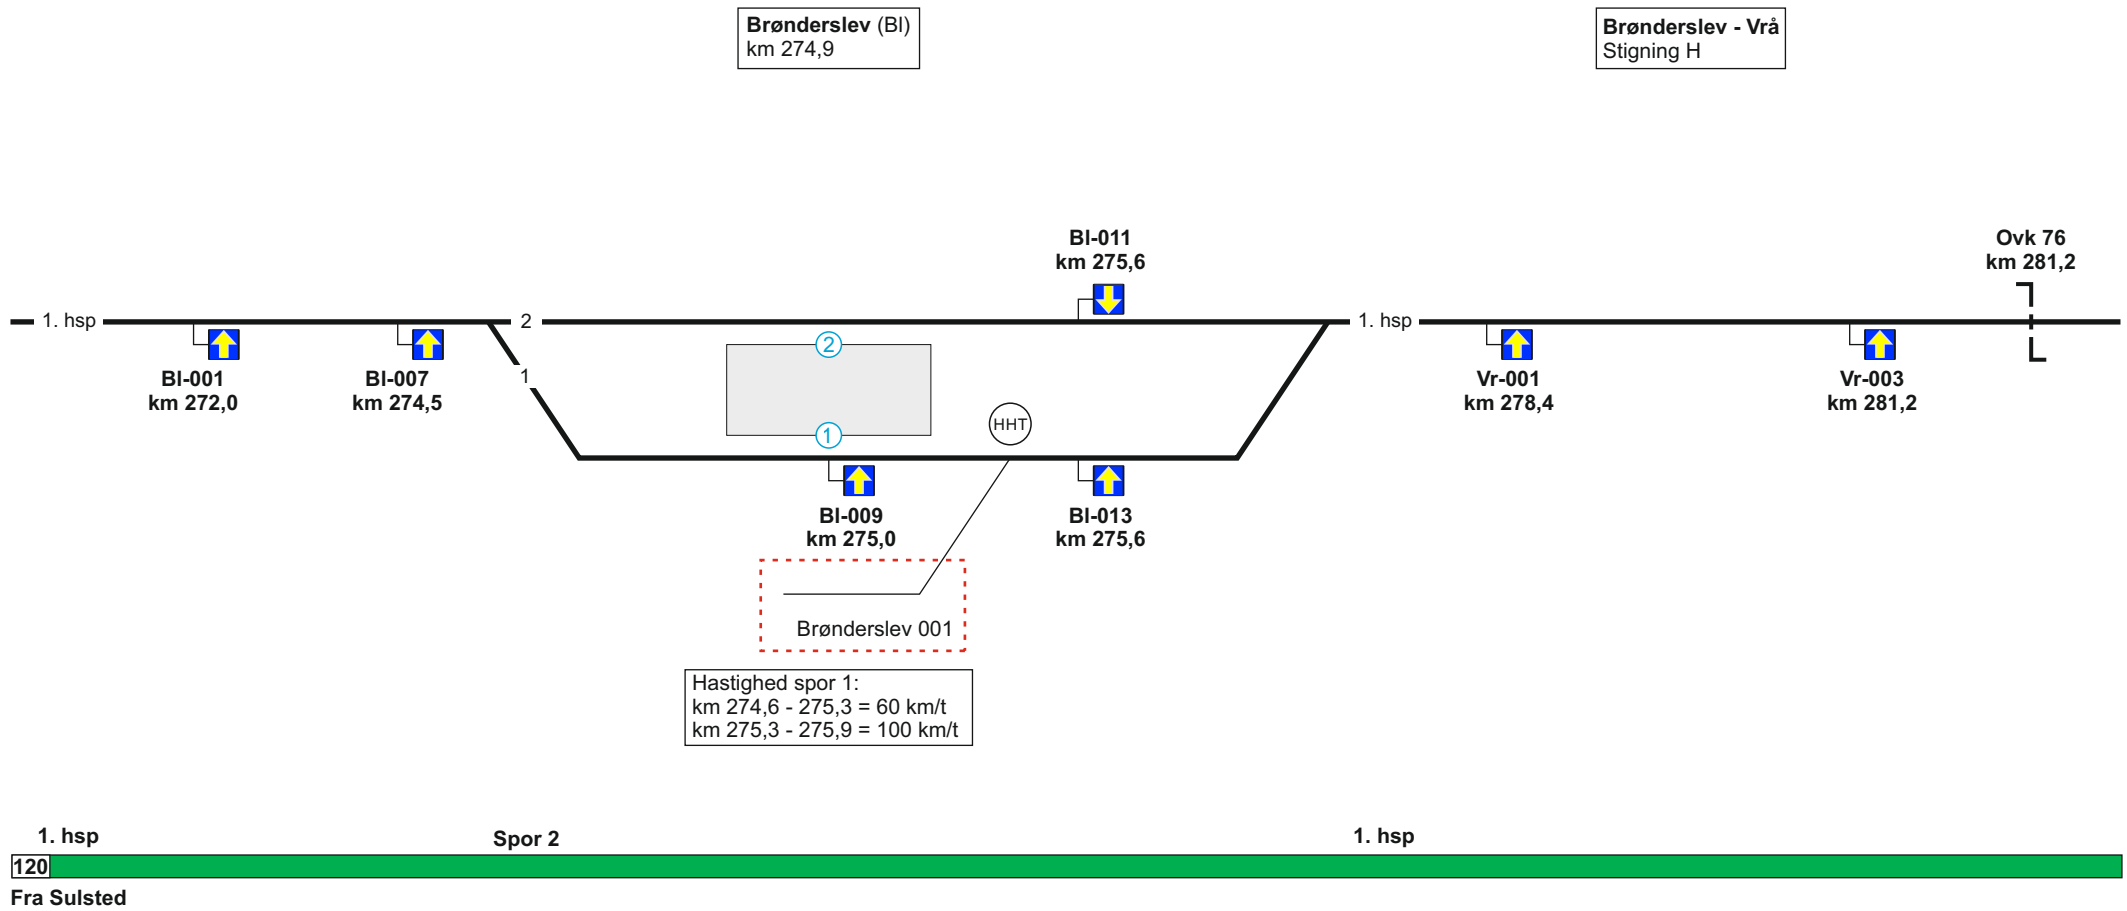 Brønderslev (Bl)
km 274,9
Brønderslev - Vrå
Stigning H
Bl-011
km 275,6
Ovk 76
km 281,2
1. hsp
2
1. hsp
Bl-001
km 272,0
Bl-007
km 274,5
1
2
1
HHT
Vr-001
km 278,4
Vr-003
km 281,2
Bl-009
km 275,0
Bl-013
km 275,6
Brønderslev 001
Hastighed spor 1:
km 274,6 - 275,3 = 60 km/t
km 275,3 - 275,9 = 100 km/t
1. hsp
Spor 2
1. hsp
120
Fra Sulsted